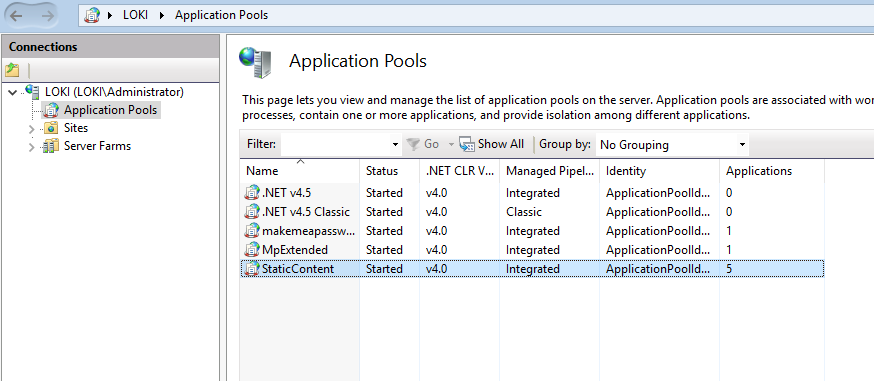 LOKI Application Pools
Connections
LOKI (LOKI\Administrator)
Application Pools
Sites
Server Farms
Application Pools
This page lets you view and manage the list of application pools on the server. Application pools are associated with wor
processes, contain one or more applications, and provide isolation among different applications.
Filter: Go Show All Group by: No Grouping
Name Status .NET CLR V... Managed Pipel... Identity Applications
.NET v4.5 Started v4.0 Integrated ApplicationPoolId... 0
.NET v4.5 Classic Started v4.0 Classic ApplicationPoolId... 0
makemeapassw... Started v4.0 Integrated ApplicationPoolId... 1
MpExtended Started v4.0 Integrated ApplicationPoolId... 1
StaticContent Started v4.0 Integrated ApplicationPoolId... 5